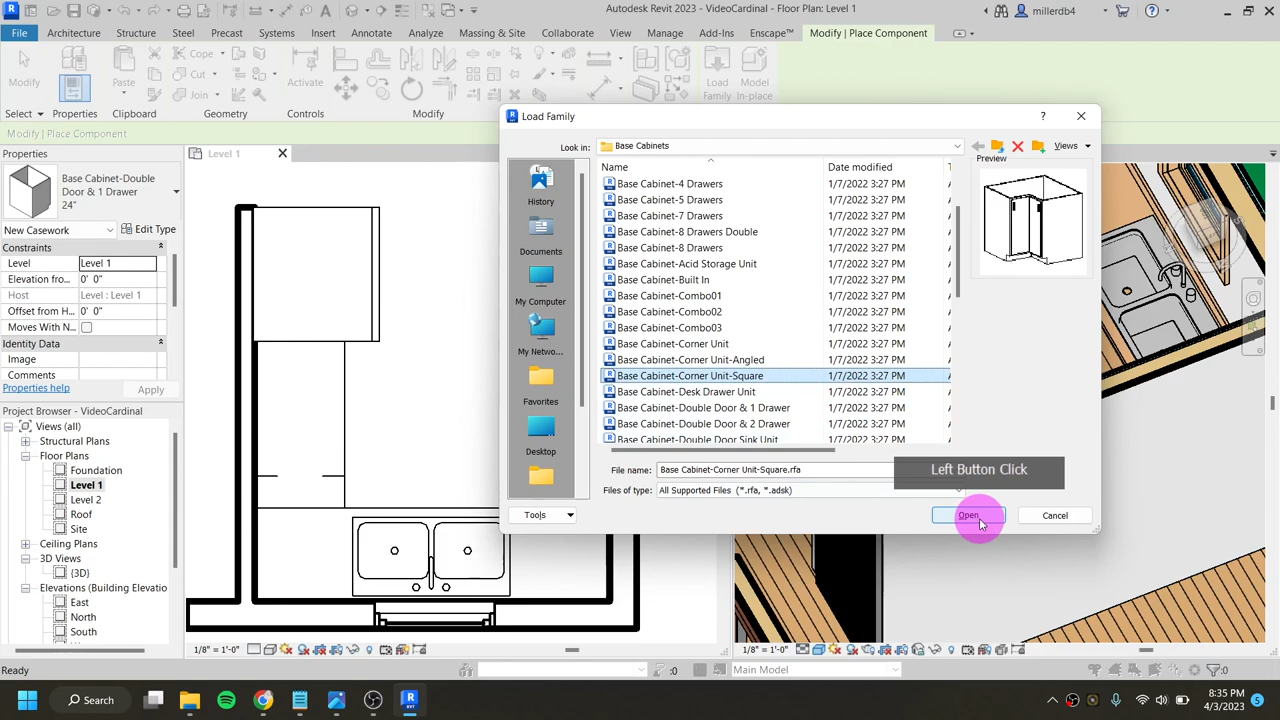 Autodesk Revit 2023 - VideoCardinal - Floor Plan: Level 1
millerdb4
File
Architecture
Structure
Steel
Precast
Systems
Insert
Annotate
Analyze
Massing & Site
Collaborate
View
Manage
Add-Ins
Enscape™
Modify | Place Component
Modify
Paste
Cope
Cut
Join
Activate
Load Family
Model In-place
Select
Properties
Clipboard
Geometry
Controls
Modify
Modify | Place Component
Properties
Level 1
Base Cabinet-Double
Door & 1 Drawer
24"
New Casework
Edit Type
Constraints
Level
Level 1
Elevation from
0' 0"
Host
Level : Level 1
Offset from H...
0' 0"
Moves With N...
Identity Data
Image
Comments
Properties help
Apply
Project Browser - VideoCardinal
Views (all)
Structural Plans
Floor Plans
Foundation
Level 1
Level 2
Roof
Site
Ceiling Plans
3D Views
{3D}
Elevations (Building Elevatio
East
North
South
Load Family
Look in:
Base Cabinets
Views
History
Documents
My Computer
My Netwo...
Favorites
Desktop
Name
Date modified
Preview
Base Cabinet-4 Drawers 1/7/2022 3:27 PM
Base Cabinet-5 Drawers 1/7/2022 3:27 PM
Base Cabinet-7 Drawers 1/7/2022 3:27 PM
Base Cabinet-8 Drawers Double 1/7/2022 3:27 PM
Base Cabinet-8 Drawers 1/7/2022 3:27 PM
Base Cabinet-Acid Storage Unit 1/7/2022 3:27 PM
Base Cabinet-Built In 1/7/2022 3:27 PM
Base Cabinet-Combo01 1/7/2022 3:27 PM
Base Cabinet-Combo02 1/7/2022 3:27 PM
Base Cabinet-Combo03 1/7/2022 3:27 PM
Base Cabinet-Corner Unit 1/7/2022 3:27 PM
Base Cabinet-Corner Unit-Angled 1/7/2022 3:27 PM
Base Cabinet-Corner Unit-Square 1/7/2022 3:27 PM
Base Cabinet-Desk Drawer Unit 1/7/2022 3:27 PM
Base Cabinet-Double Door & 1 Drawer 1/7/2022 3:27 PM
Base Cabinet-Double Door & 2 Drawer 1/7/2022 3:27 PM
Base Cabinet-Double Door Sink Unit 1/7/2022 3:27 PM
File name:
Base Cabinet-Corner Unit-Square.rfa
Files of type:
All Supported Files (*.rfa, *.adsk)
Left Button Click
Tools
Open
Cancel
1/8" = 1'-0"
1/8" = 1'-0"
Ready
:0
Main Model
:0
Search
8:35 PM
4/3/2023
5